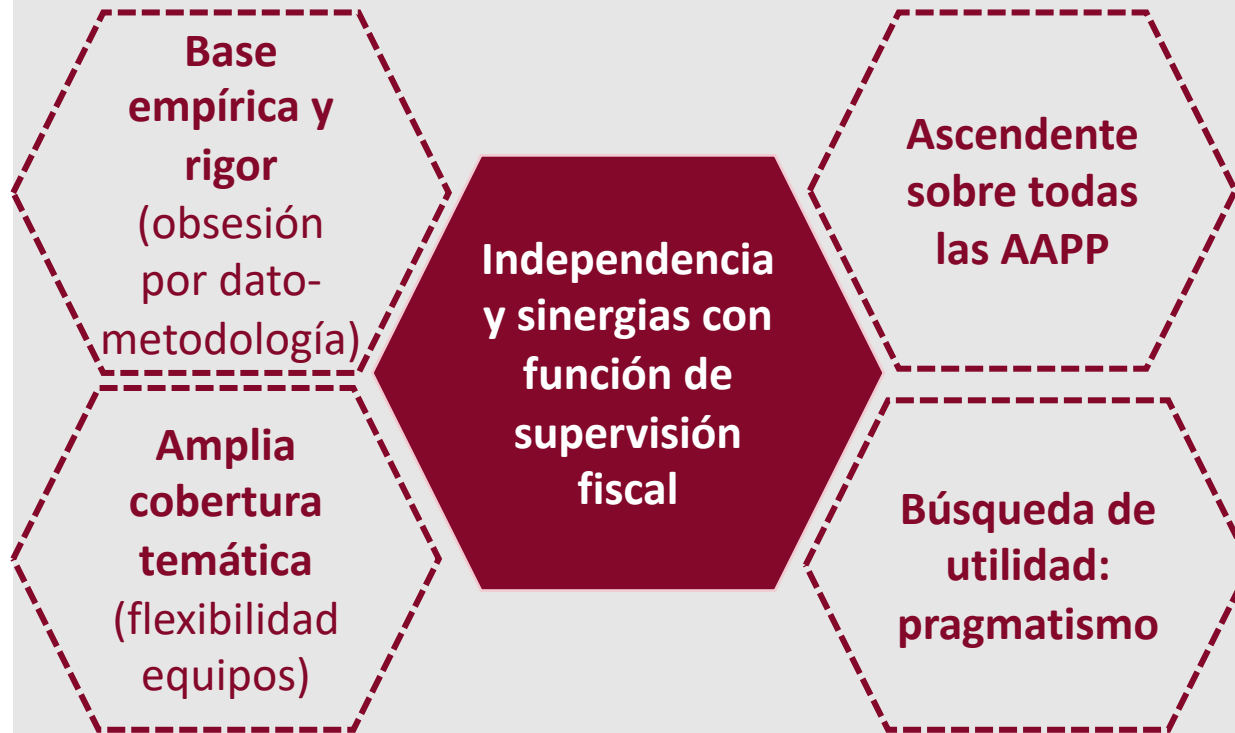 Base
empírica y
rigor
(obsesión
por dato-
metodología)
Amplia
cobertura
temática
(flexibilidad
equipos)
Independencia
y sinergias con
función de
supervisión
fiscal
Ascendente
sobre todas
las AAPP
Búsqueda de
utilidad:
pragmatismo